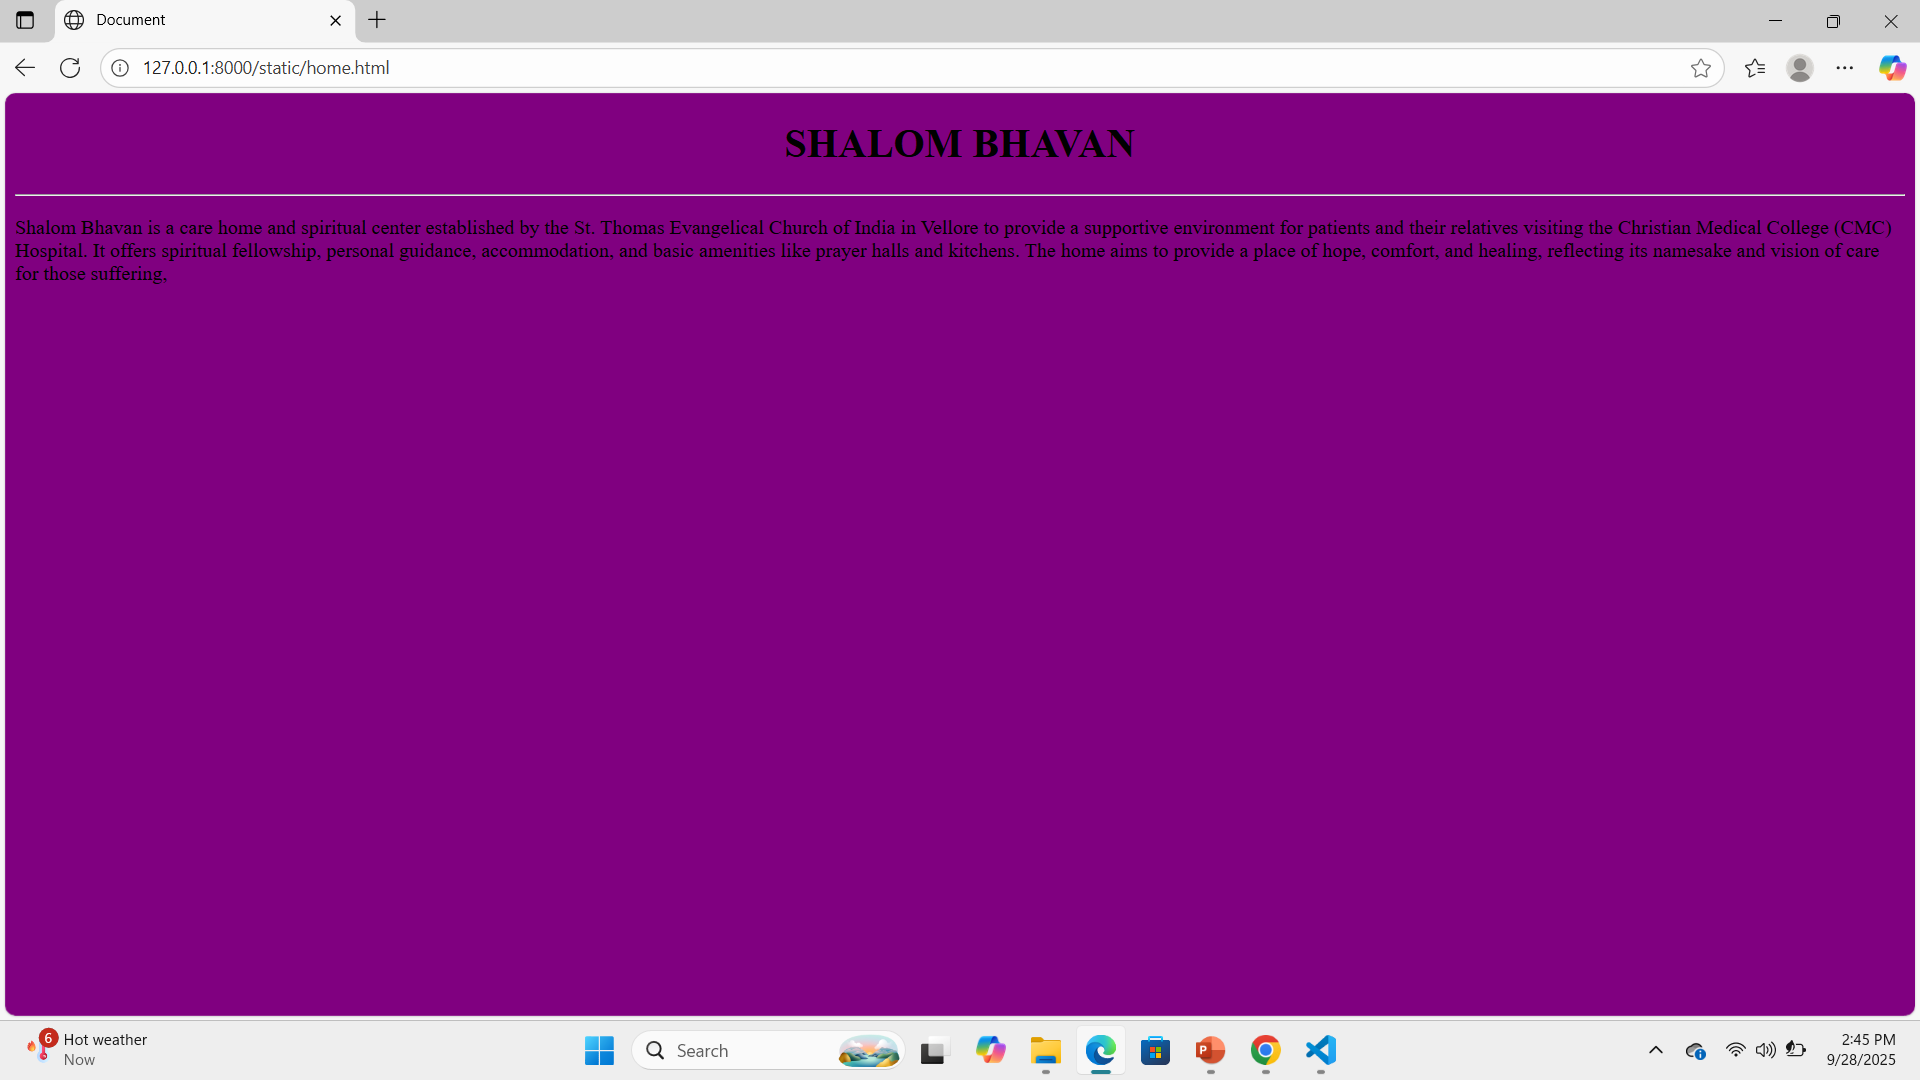 Document
127.0.0.1:8000/static/home.html
SHALOM BHAVAN
Shalom Bhavan is a care home and spiritual center established by the St. Thomas Evangelical Church of India in Vellore to provide a supportive environment for patients and their relatives visiting the Christian Medical College (CMC)
Hospital. It offers spiritual fellowship, personal guidance, accommodation, and basic amenities like prayer halls and kitchens. The home aims to provide a place of hope, comfort, and healing, reflecting its namesake and vision of care
for those suffering,
6
Hot weather
Now
Search
P
2:45 PM
9/28/2025